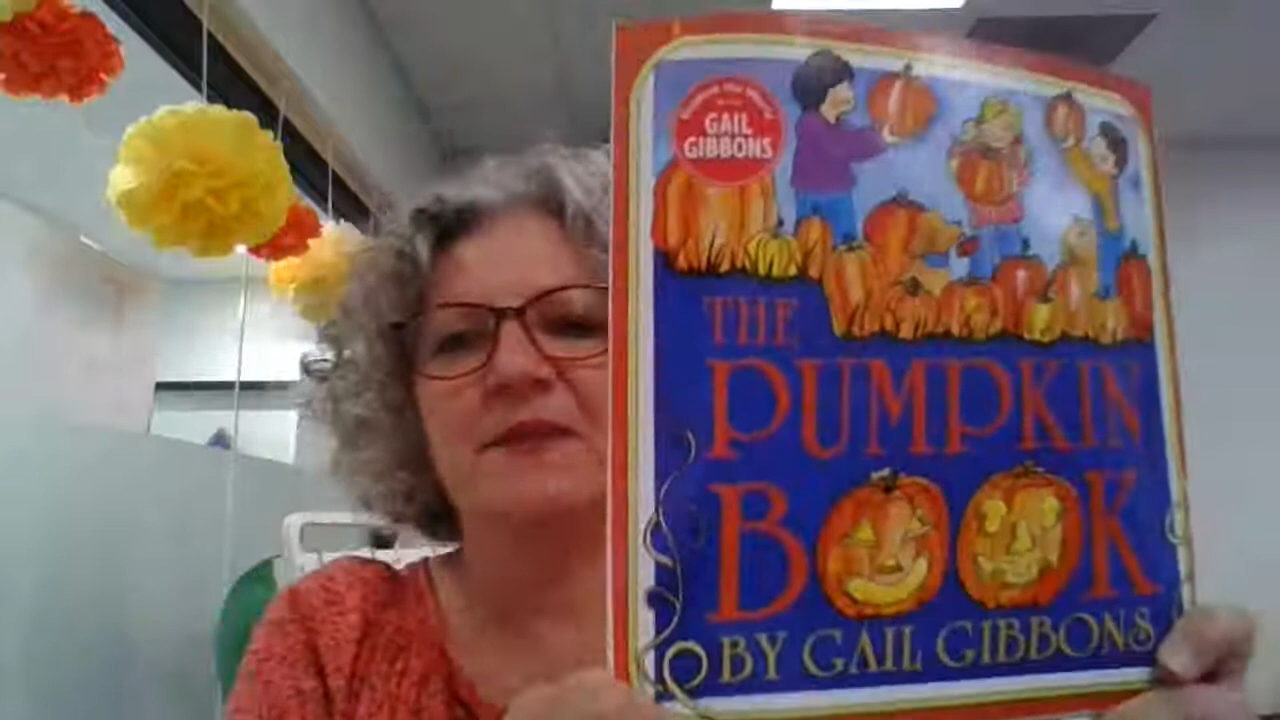 GAIL
GIBBONS
THE
PUMPKIN
BOOK
BY GAIL GIBBONS